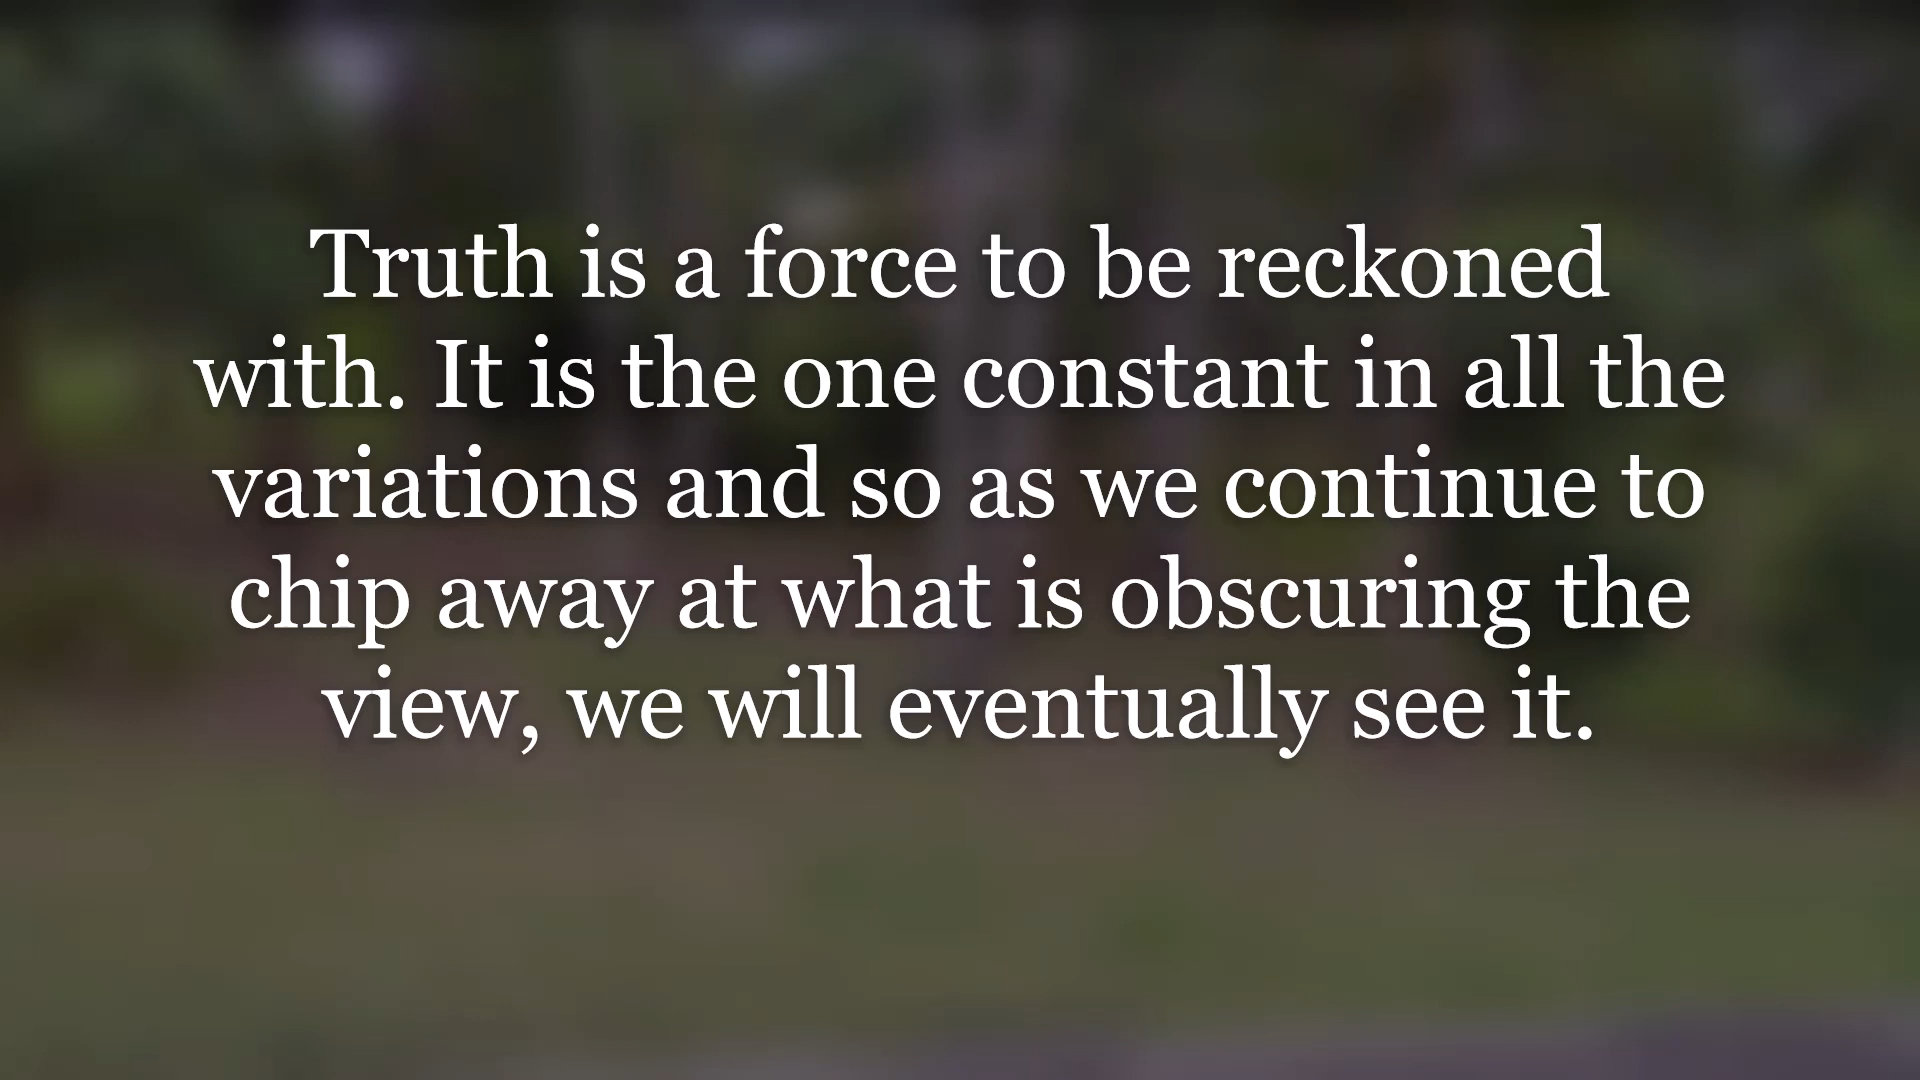 Truth is a force to be reckoned
with. It is the one constant in all the
variations and so as we continue to
chip away at what is obscuring the
view, we will eventually see it.